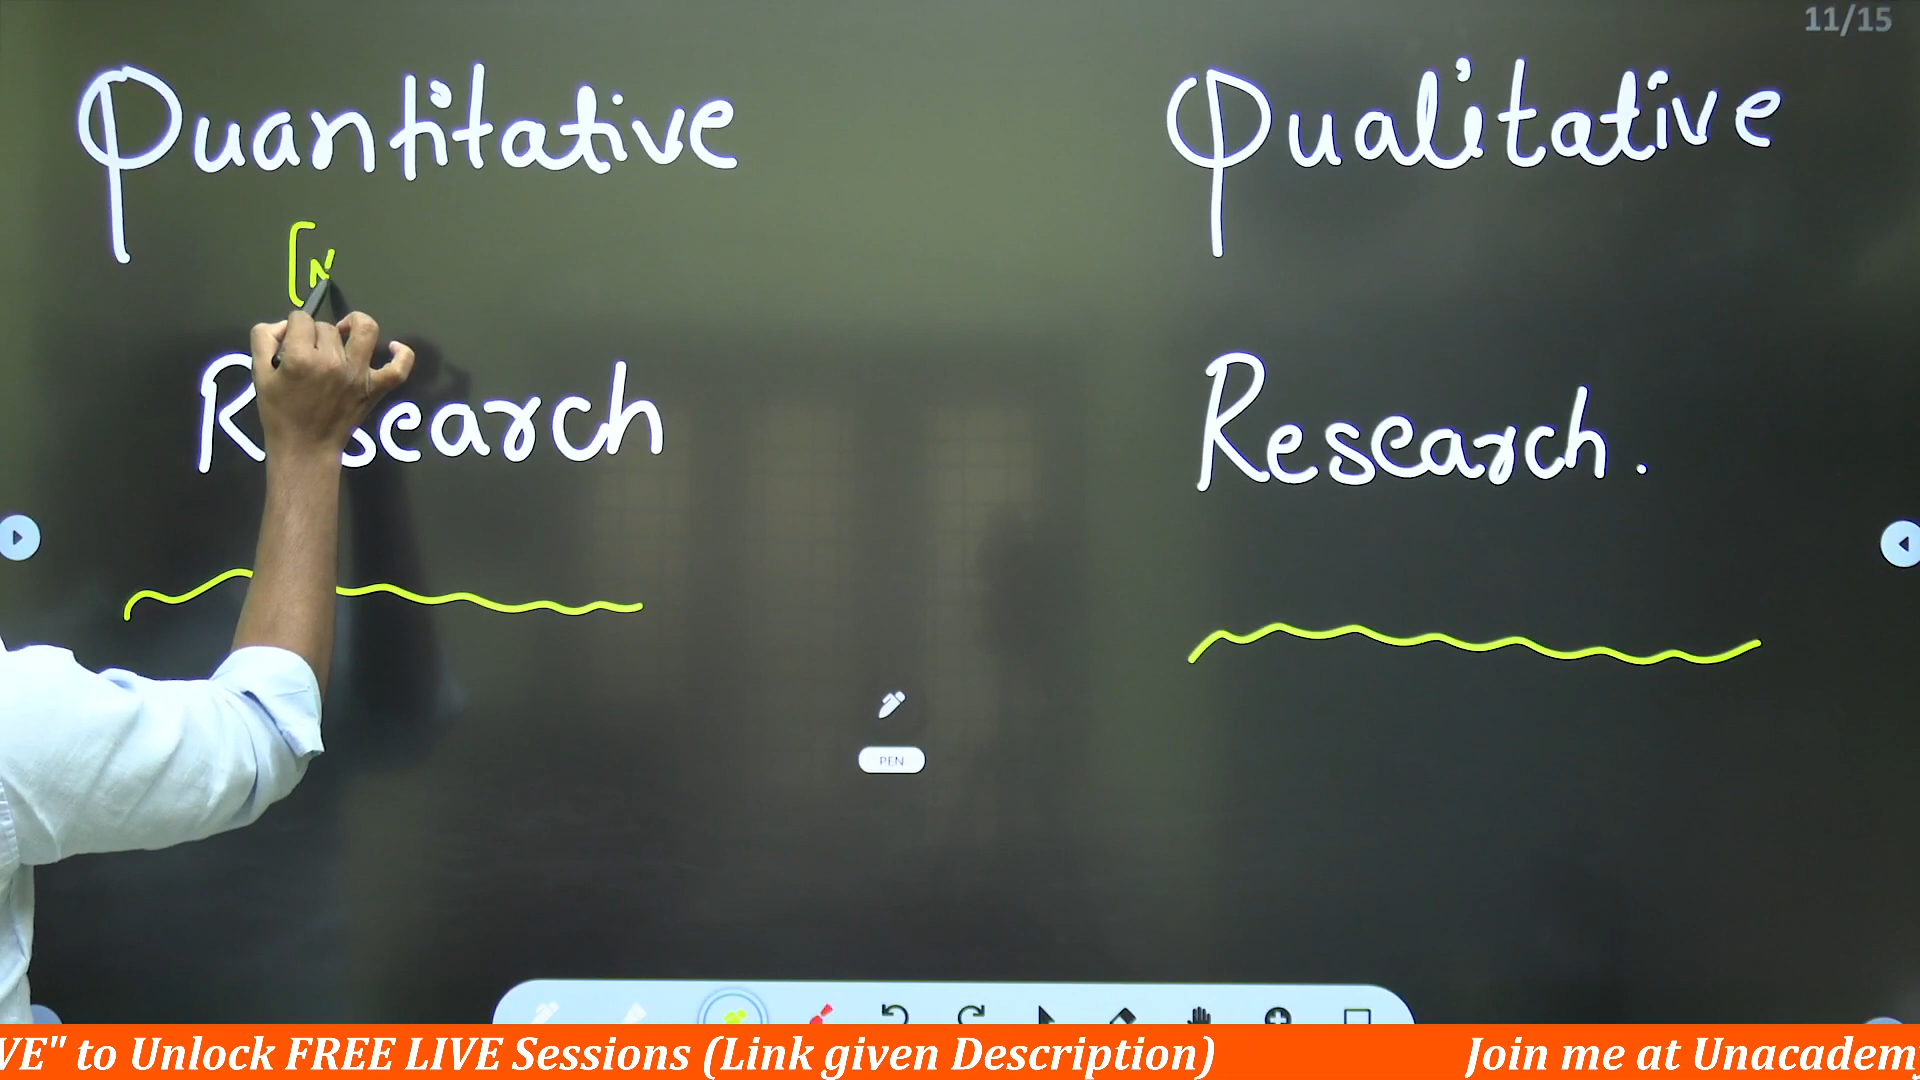 11/15
Quantitative
Qualitative
[N
Research
Research.
PEN
VE" to Unlock FREE LIVE Sessions (Link given Description)
Join me at Unacademy